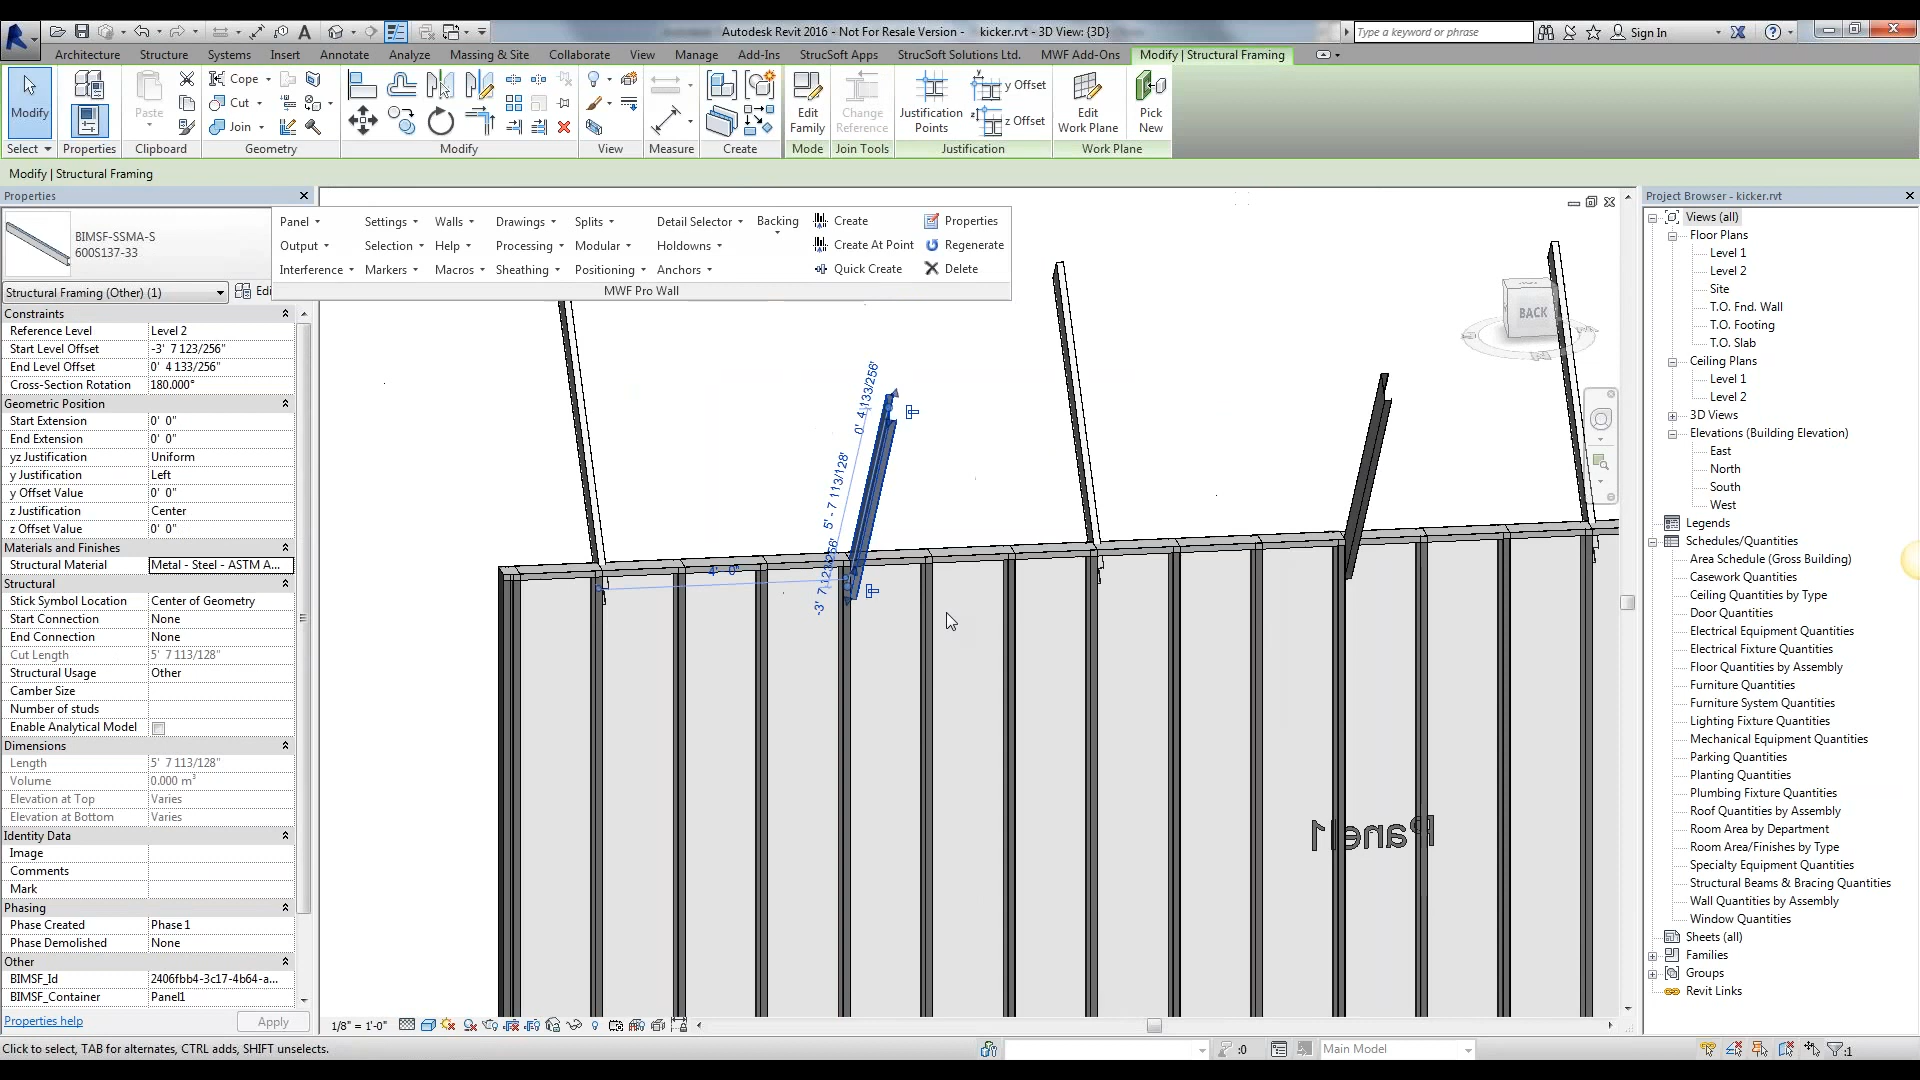 Autodesk Revit 2016 - Not For Resale Version - kicker.rvt - 3D View: {3D}
Type a keyword or phrase
Sign In
Architecture Structure Systems Insert Annotate Analyze Massing & Site Collaborate View Manage Add-Ins StrucSoft Apps StrucSoft Solutions Ltd. MWF Add-Ons Modify | Structural Framing
Modify
Paste
Cope
Cut
Join
Edit Family
Change Reference
Justification Points
y Offset
z Offset
Edit Work Plane
Pick New
Select Properties Clipboard Geometry Modify View Measure Create Mode Join Tools Justification Work Plane
Modify | Structural Framing
Properties
BIMSF-SSMA-S
600S137-33
Structural Framing (Other) (1)
Edi
Constraints
Reference Level Level 2
Start Level Offset -3' 7 123/256"
End Level Offset 0' 4 133/256"
Cross-Section Rotation 180.000°
Geometric Position
Start Extension 0' 0"
End Extension 0' 0"
yz Justification Uniform
y Justification Left
y Offset Value 0' 0"
z Justification Center
z Offset Value 0' 0"
Materials and Finishes
Structural Material Metal - Steel - ASTM A...
Structural
Stick Symbol Location Center of Geometry
Start Connection None
End Connection None
Cut Length 5' 7 113/128"
Structural Usage Other
Camber Size
Number of studs
Enable Analytical Model
Dimensions
Length 5' 7 113/128"
Volume 0.000 m³
Elevation at Top Varies
Elevation at Bottom Varies
Identity Data
Image
Comments
Mark
Phasing
Phase Created Phase 1
Phase Demolished None
Other
BIMSF_Id 2406fbb4-3c17-4b64-a...
BIMSF_Container Panel1
Properties help
Apply
Panel Settings Walls Drawings Splits Detail Selector Backing Create Properties
Output Selection Help Processing Modular Holdowns Create At Point Regenerate
Interference Markers Macros Sheathing Positioning Anchors Quick Create Delete
MWF Pro Wall
BACK
0' 4 133/256"
5' - 7 113/128"
-3' 7 123/256"
4' 0"
Panel1
1/8" = 1'-0"
Project Browser - kicker.rvt
Views (all)
Floor Plans
Level 1
Level 2
Site
T.O. Fnd. Wall
T.O. Footing
T.O. Slab
Ceiling Plans
Level 1
Level 2
3D Views
Elevations (Building Elevation)
East
North
South
West
Legends
Schedules/Quantities
Area Schedule (Gross Building)
Casework Quantities
Ceiling Quantities by Type
Door Quantities
Electrical Equipment Quantities
Electrical Fixture Quantities
Floor Quantities by Assembly
Furniture Quantities
Furniture System Quantities
Lighting Fixture Quantities
Mechanical Equipment Quantities
Parking Quantities
Planting Quantities
Plumbing Fixture Quantities
Roof Quantities by Assembly
Room Area by Department
Room Area/Finishes by Type
Specialty Equipment Quantities
Structural Beams & Bracing Quantities
Wall Quantities by Assembly
Window Quantities
Sheets (all)
Families
Groups
Revit Links
Click to select, TAB for alternates, CTRL adds, SHIFT unselects.
:0
Main Model
:1